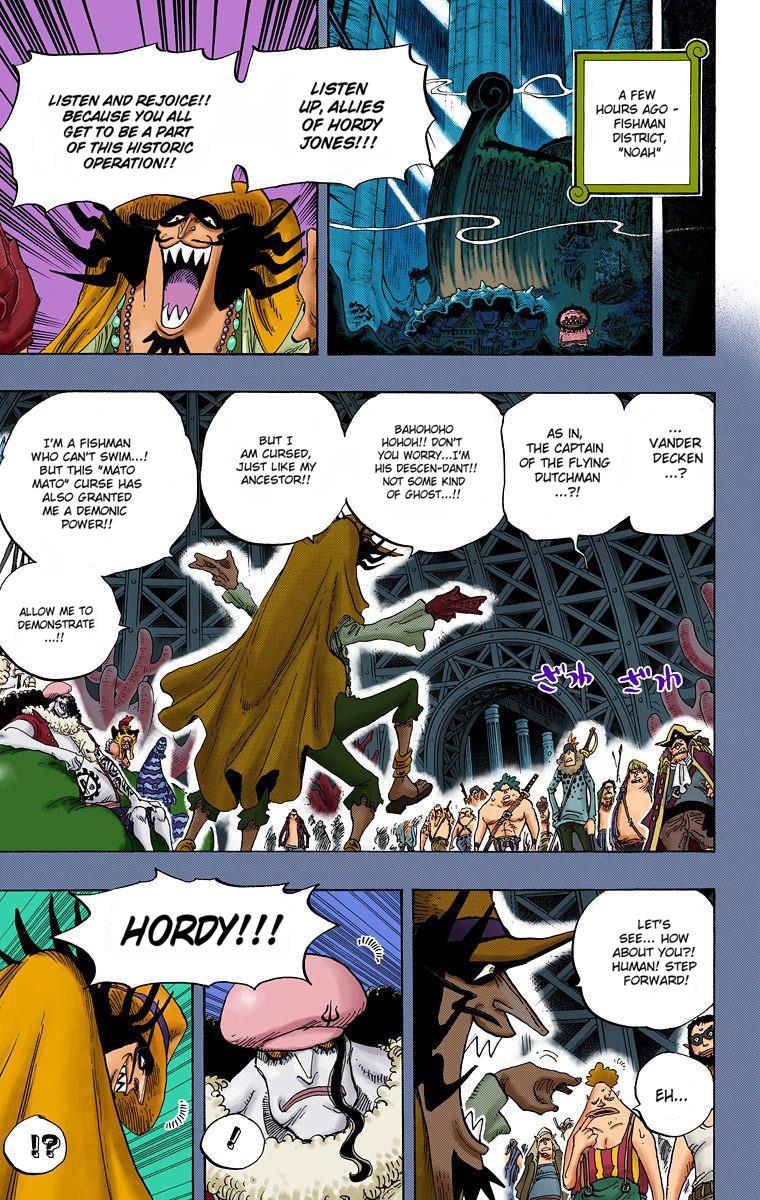 A FEW
HOURS AGO -
FISHMAN
DISTRICT,
"NOAH"
LISTEN
UP, ALLIES
OF HORDY
JONES!!!
LISTEN AND REJOICE!!
BECAUSE YOU ALL
GET TO BE A PART
OF THIS HISTORIC
OPERATION!!
...
VANDER
DECKEN
...?
AS IN,
THE CAPTAIN
OF THE FLYING
DUTCHMAN
...?!
BAHOHOHO
HOHOH!! DON'T
YOU WORRY...I'M
HIS DESCEN-DANT!!
NOT SOME KIND
OF GHOST...!!
BUT I
AM CURSED,
JUST LIKE MY
ANCESTOR!!
I'M A FISHMAN
WHO CAN'T SWIM...!
BUT THIS "MATO
MATO" CURSE HAS
ALSO GRANTED
ME A DEMONIC
POWER!!
ALLOW ME TO
DEMONSTRATE
...!!
ざわ ざわ
LET'S
SEE... HOW
ABOUT YOU?!
HUMAN! STEP
FORWARD!
EH...
HORDY!!!
!
!?